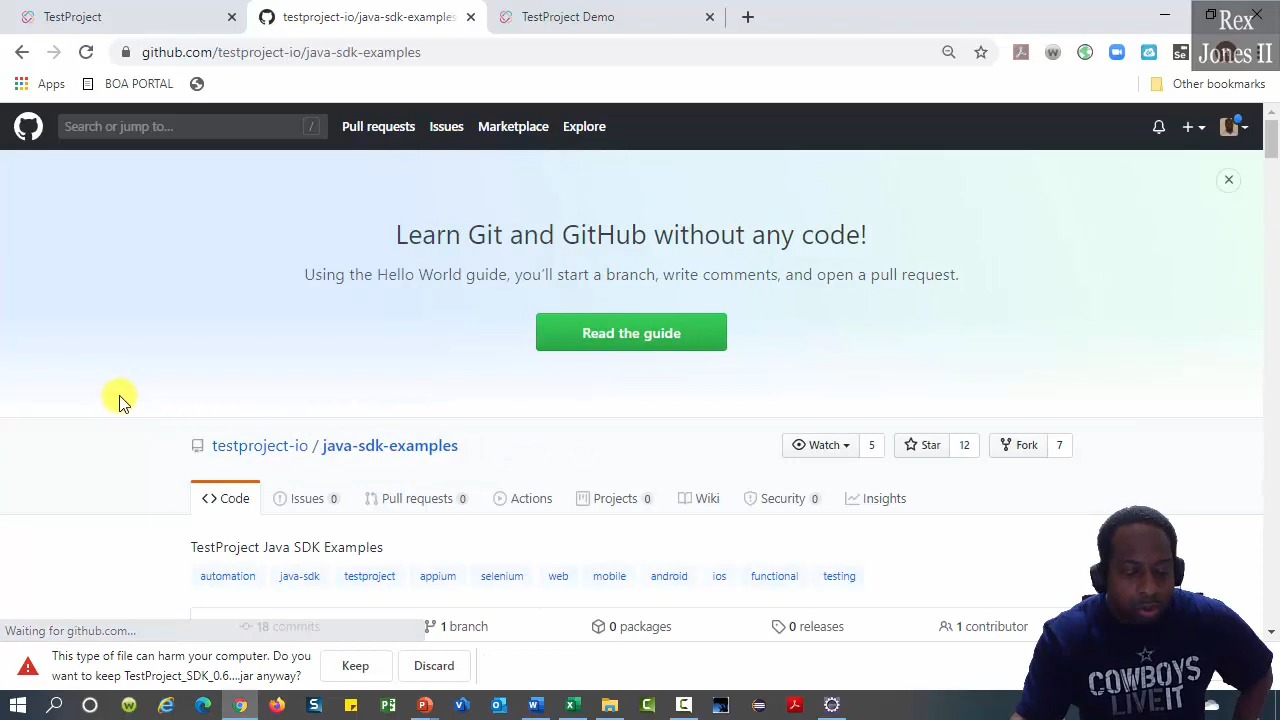 TestProject
testproject-io/java-sdk-examples
TestProject Demo
Rex
Jones II
github.com/testproject-io/java-sdk-examples
Apps
BOA PORTAL
Other bookmarks
Search or jump to...
/
Pull requests
Issues
Marketplace
Explore
Learn Git and GitHub without any code!
Using the Hello World guide, you'll start a branch, write comments, and open a pull request.
Read the guide
testproject-io / java-sdk-examples
Watch 5
Star 12
Fork 7
<> Code
Issues 0
Pull requests 0
Actions
Projects 0
Wiki
Security 0
Insights
TestProject Java SDK Examples
automation java-sdk testproject appium selenium web mobile android ios functional testing
18 commits
1 branch
0 packages
0 releases
1 contributor
Waiting for github.com...
This type of file can harm your computer. Do you
want to keep TestProject_SDK_0.6....jar anyway?
Keep
Discard
COWBOYS
LIVE IT